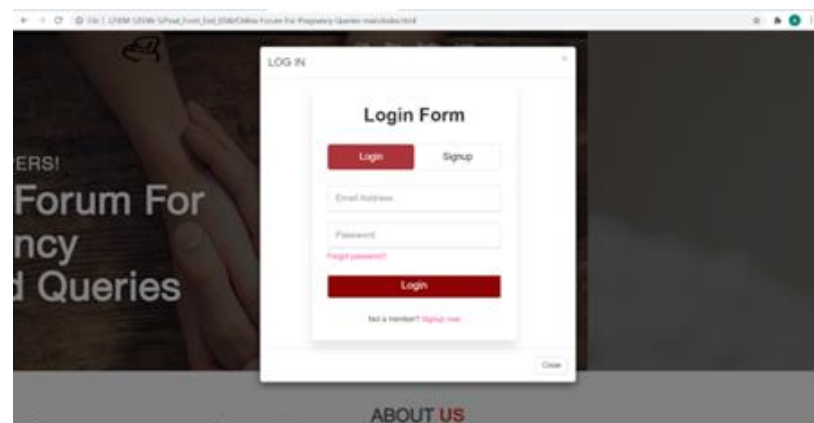 LOG IN
×
Login Form
Login Signup
Email Address
Password
Forgot password?
Login
Not a member? Signup now
Close
ERS!
Forum For
ncy
d Queries
ABOUT US